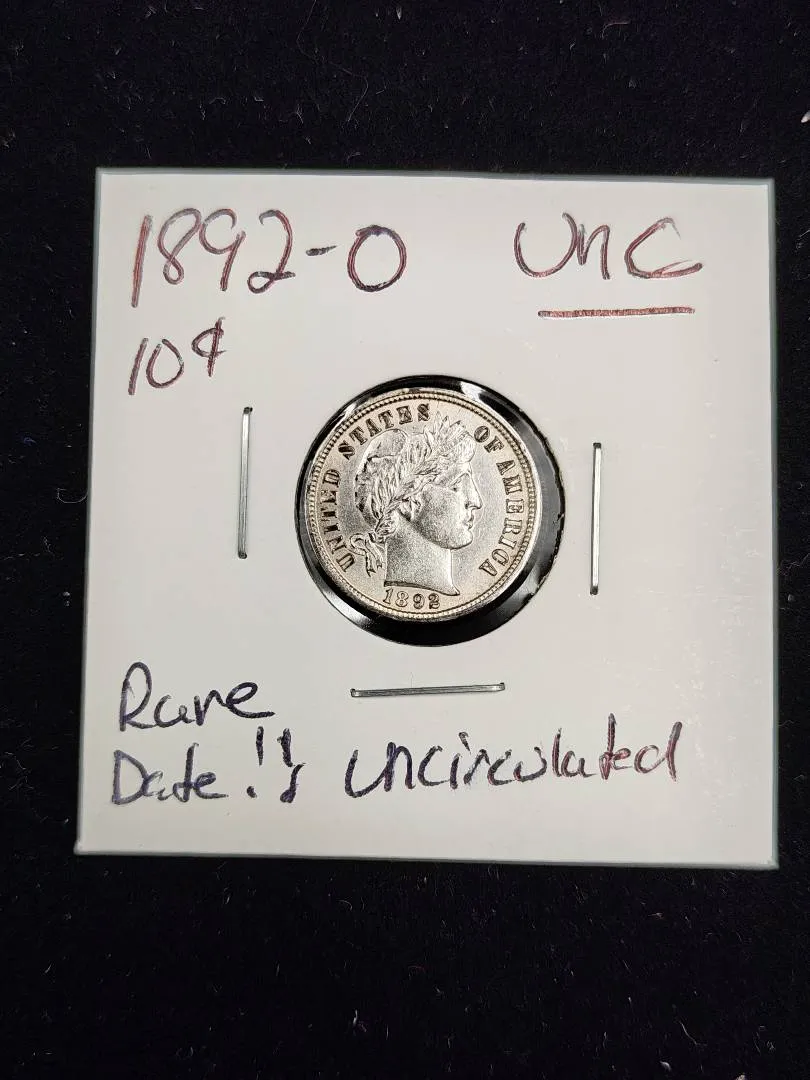 1892-O UNC
10¢
UNITED STATES OF AMERICA
1892
Rare
Date!! Uncirculated